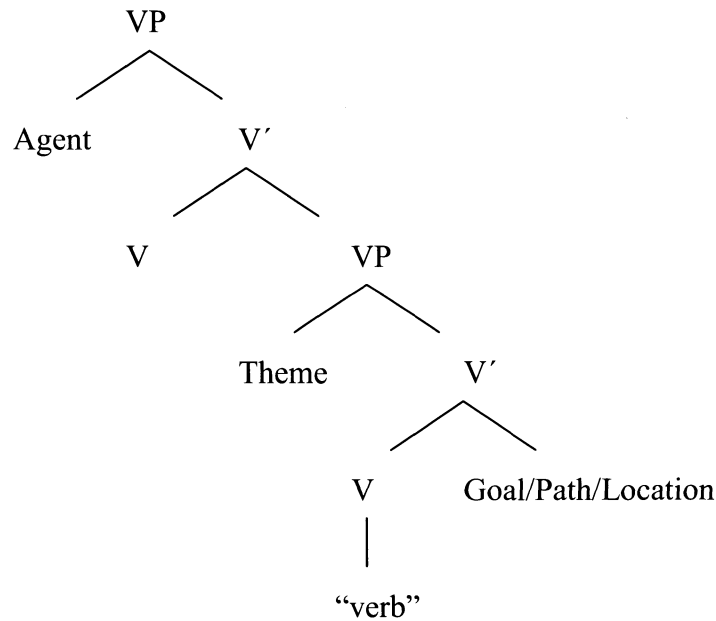 VP
Agent V´
V VP
Theme V´
V Goal/Path/Location
“verb”